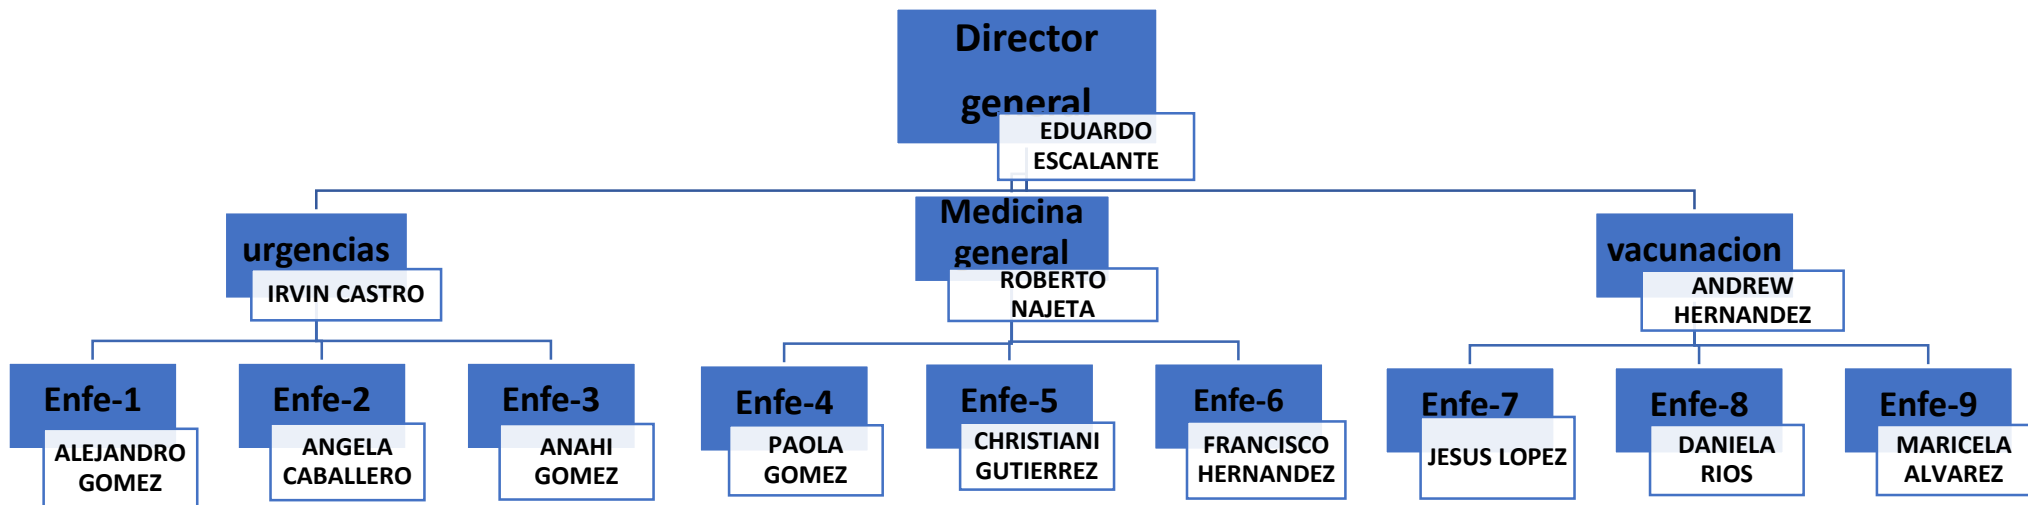 Director
general
EDUARDO
ESCALANTE
urgencias
IRVIN CASTRO
Medicina
general
ROBERTO
NAJETA
vacunacion
ANDREW
HERNANDEZ
Enfe-1
ALEJANDRO
GOMEZ
Enfe-2
ANGELA
CABALLERO
Enfe-3
ANAHI
GOMEZ
Enfe-4
PAOLA
GOMEZ
Enfe-5
CHRISTIANI
GUTIERREZ
Enfe-6
FRANCISCO
HERNANDEZ
Enfe-7
JESUS LOPEZ
Enfe-8
DANIELA
RIOS
Enfe-9
MARICELA
ALVAREZ